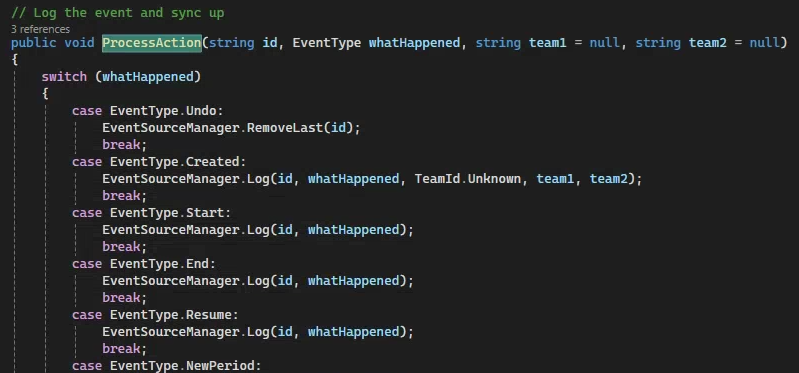 // Log the event and sync up
3 references
public void ProcessAction(string id, EventType whatHappened, string team1 = null, string team2 = null)
{
switch (whatHappened)
{
case EventType.Undo:
EventSourceManager.RemoveLast(id);
break;
case EventType.Created:
EventSourceManager.Log(id, whatHappened, TeamId.Unknown, team1, team2);
break;
case EventType.Start:
EventSourceManager.Log(id, whatHappened);
break;
case EventType.End:
EventSourceManager.Log(id, whatHappened);
break;
case EventType.Resume:
EventSourceManager.Log(id, whatHappened);
break;
case EventType.NewPeriod: